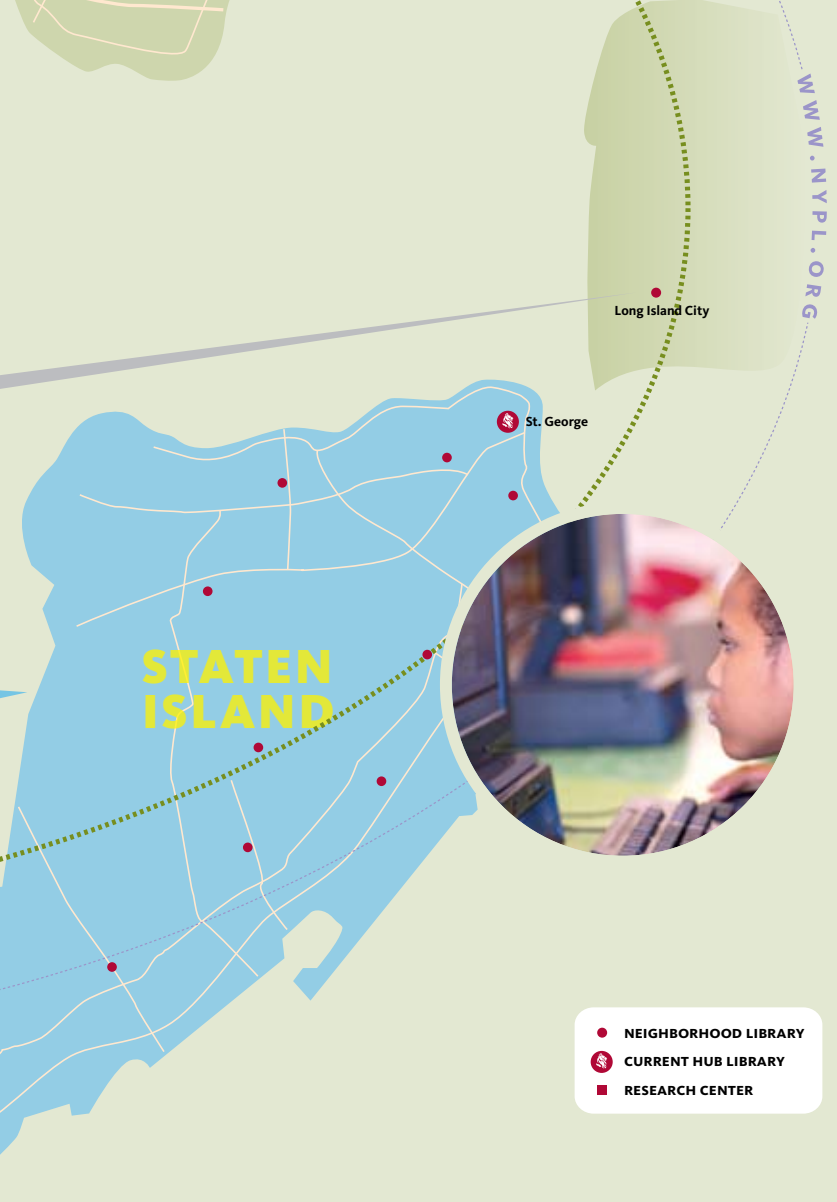 WWW.NYPL.ORG
Long Island City
St. George
STATEN
ISLAND
NEIGHBORHOOD LIBRARY
CURRENT HUB LIBRARY
RESEARCH CENTER